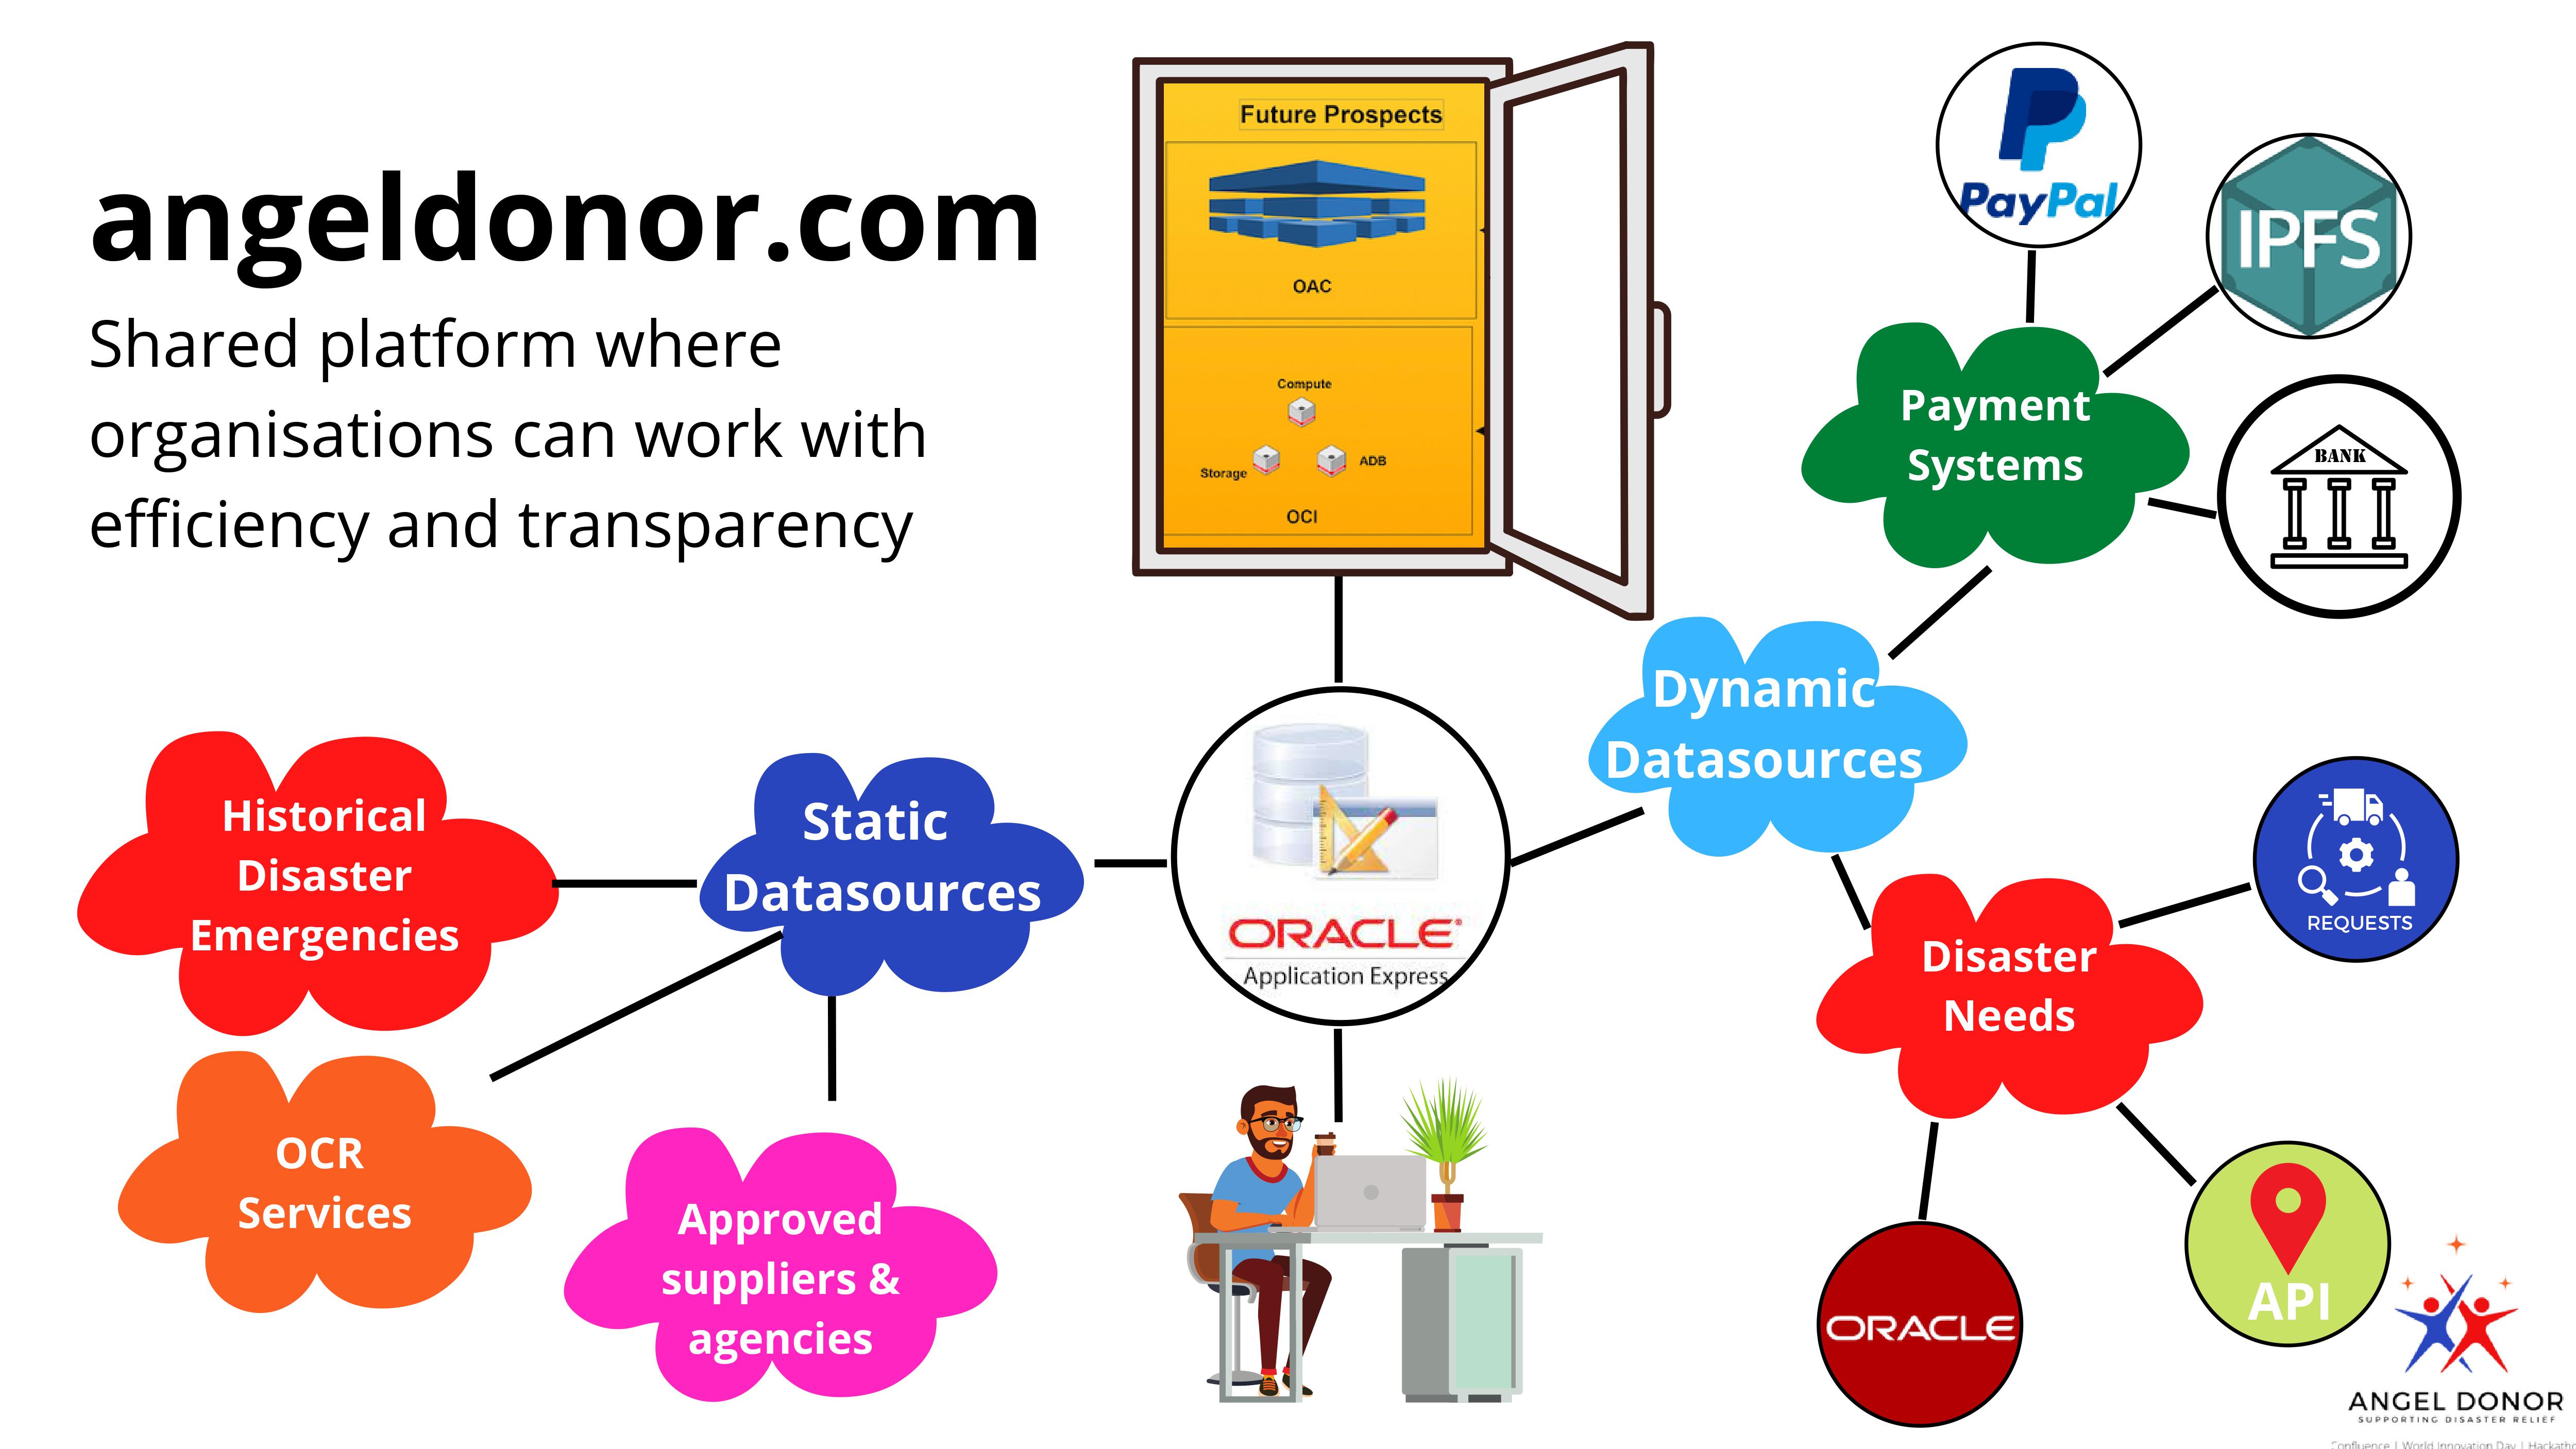 angeldonor.com
Shared platform where
organisations can work with
efficiency and transparency
Future Prospects
OAC
Compute
Storage
ADB
OCI
PayPal
IPFS
BANK
Payment
Systems
Dynamic
Datasources
Historical
Disaster
Emergencies
Static
Datasources
ORACLE®
Application Express
REQUESTS
Disaster
Needs
OCR
Services
Approved
suppliers &
agencies
ORACLE
API
ANGEL DONOR
SUPPORTING DISASTER RELIEF
Confluence | World Innovation Day |